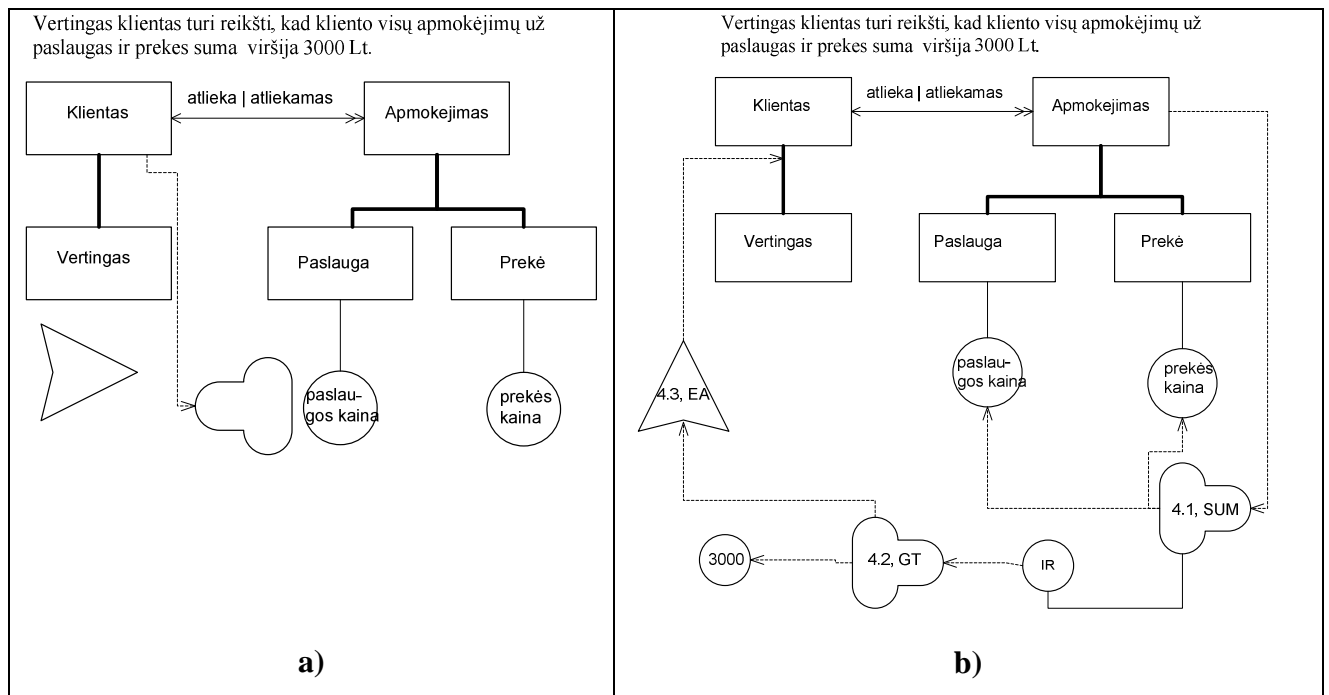 Vertingas klientas turi reikšti, kad kliento visų apmokėjimų už
paslaugas ir prekes suma viršija 3000 Lt.
Klientas
atlieka | atliekamas
Apmokejimas
Vertingas
Paslauga
Prekė
paslau-
gos kaina
prekės
kaina
a)
Vertingas klientas turi reikšti, kad kliento visų apmokėjimų už
paslaugas ir prekes suma viršija 3000 Lt.
Klientas
atlieka | atliekamas
Apmokejimas
Vertingas
Paslauga
Prekė
paslau-
gos kaina
prekės
kaina
4.3, EA
4.1, SUM
3000
4.2, GT
IR
b)